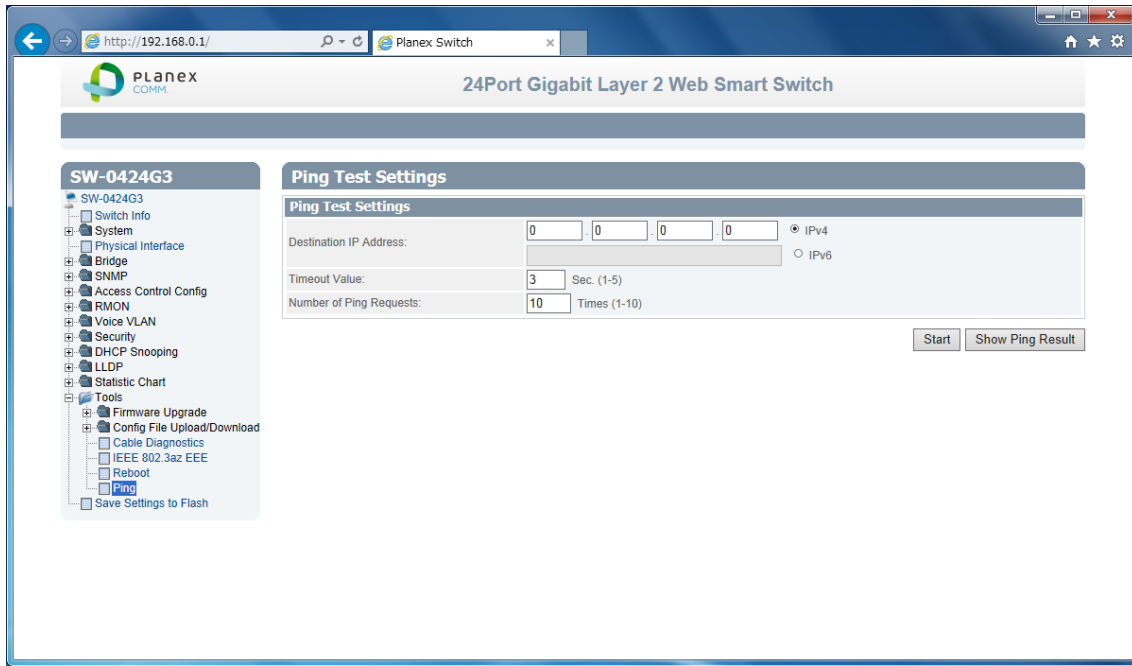 http://192.168.0.1/
Planex Switch
PLANEX
COMM.
24Port Gigabit Layer 2 Web Smart Switch
SW-0424G3
SW-0424G3
Switch Info
System
Physical Interface
Bridge
SNMP
Access Control Config
RMON
Voice VLAN
Security
DHCP Snooping
LLDP
Statistic Chart
Tools
Firmware Upgrade
Config File Upload/Download
Cable Diagnostics
IEEE 802.3az EEE
Reboot
Ping
Save Settings to Flash
Ping Test Settings
Ping Test Settings
Destination IP Address: 0 . 0 . 0 . 0 IPv4
IPv6
Timeout Value: 3 Sec. (1-5)
Number of Ping Requests: 10 Times (1-10)
Start Show Ping Result